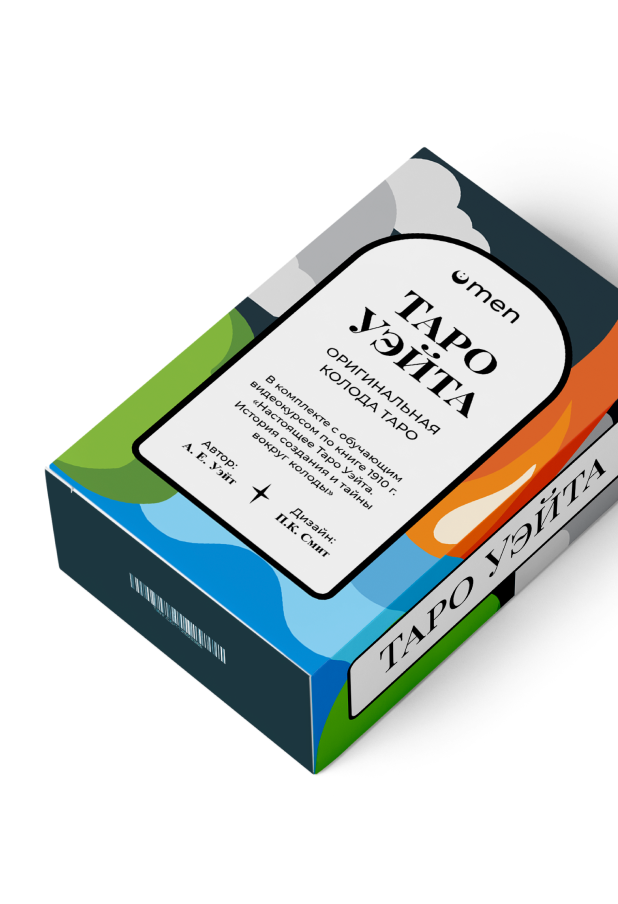 omen
ТАРО
УЭЙТА
ОРИГИНАЛЬНАЯ
КОЛОДА ТАРО
В комплекте с обучающим
видеокурсом по книге 1910 г.
«Настоящее Таро Уэйта.
История создания и тайны
вокруг колоды»
Автор:
А. Е. Уэйт
Дизайн:
П.К. Смит
ТАРО УЭЙТА